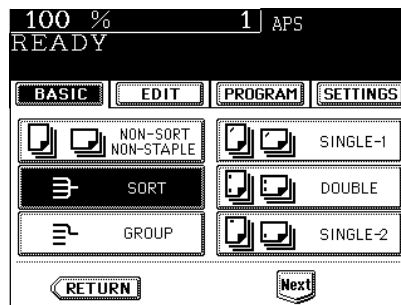 100 % 1 APS
READY
BASIC EDIT PROGRAM SETTINGS
NON-SORT
NON-STAPLE
SINGLE-1
SORT
DOUBLE
GROUP
SINGLE-2
RETURN
Next